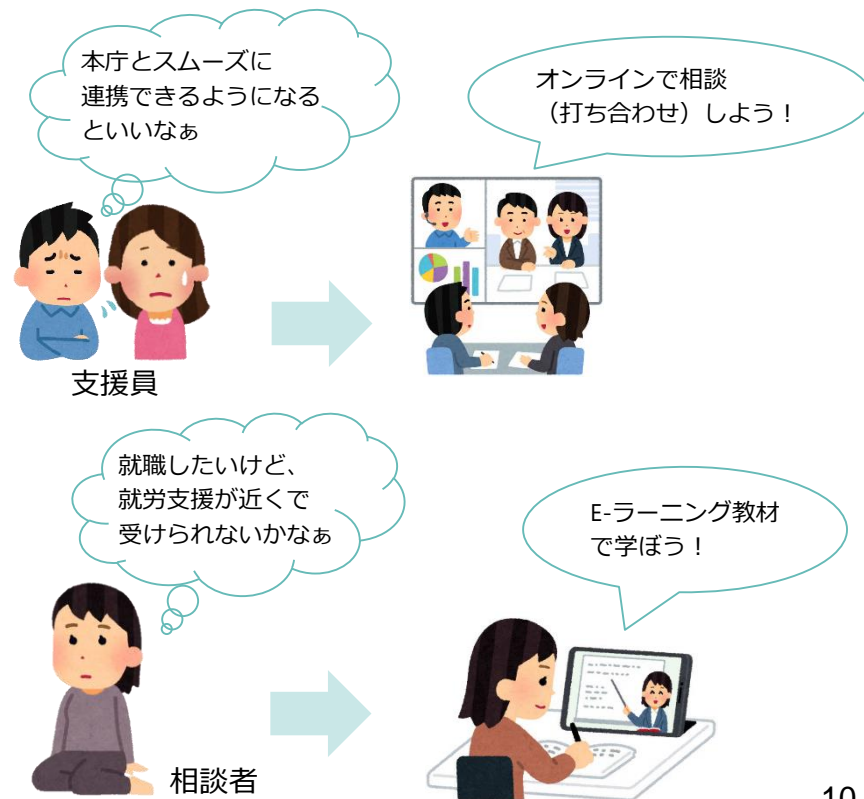 本庁とスムーズに
連携できるようになる
といいなぁ
オンラインで相談
（打ち合わせ）しよう！
支援員
就職したいけど、
就労支援が近くで
受けられないかなぁ
E-ラーニング教材
で学ぼう！
相談者
10